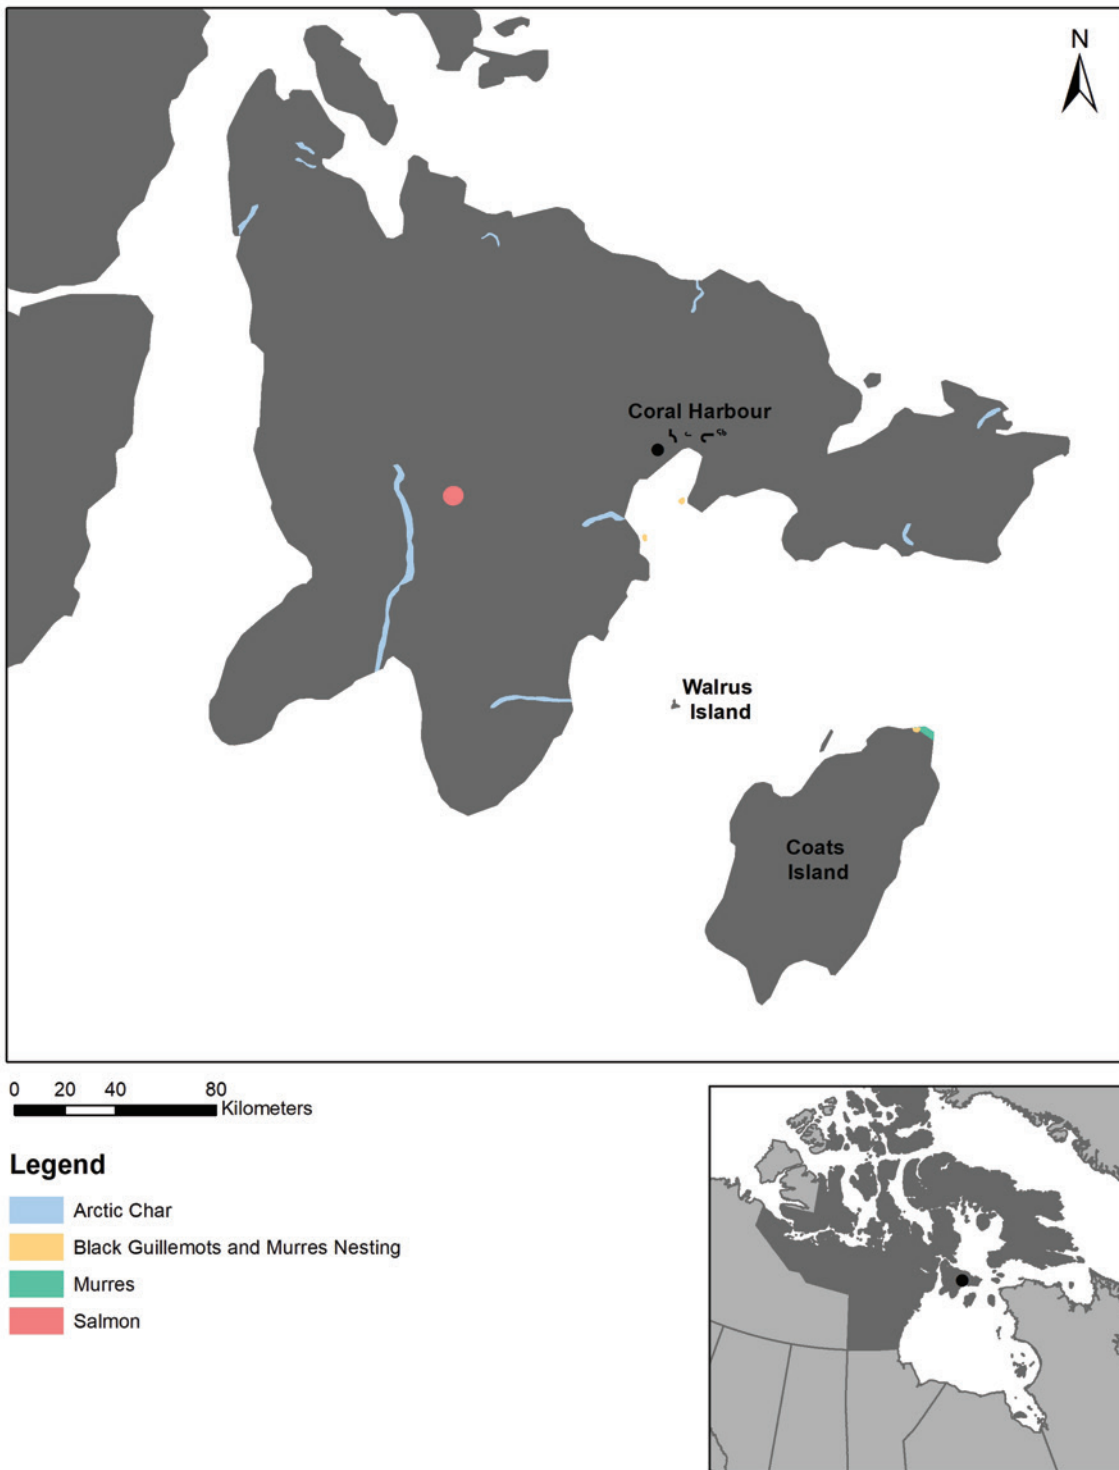 N
Coral Harbour
Walrus
Island
Coats
Island
0 20 40 80
Kilometers
Legend
Arctic Char
Black Guillemots and Murres Nesting
Murres
Salmon